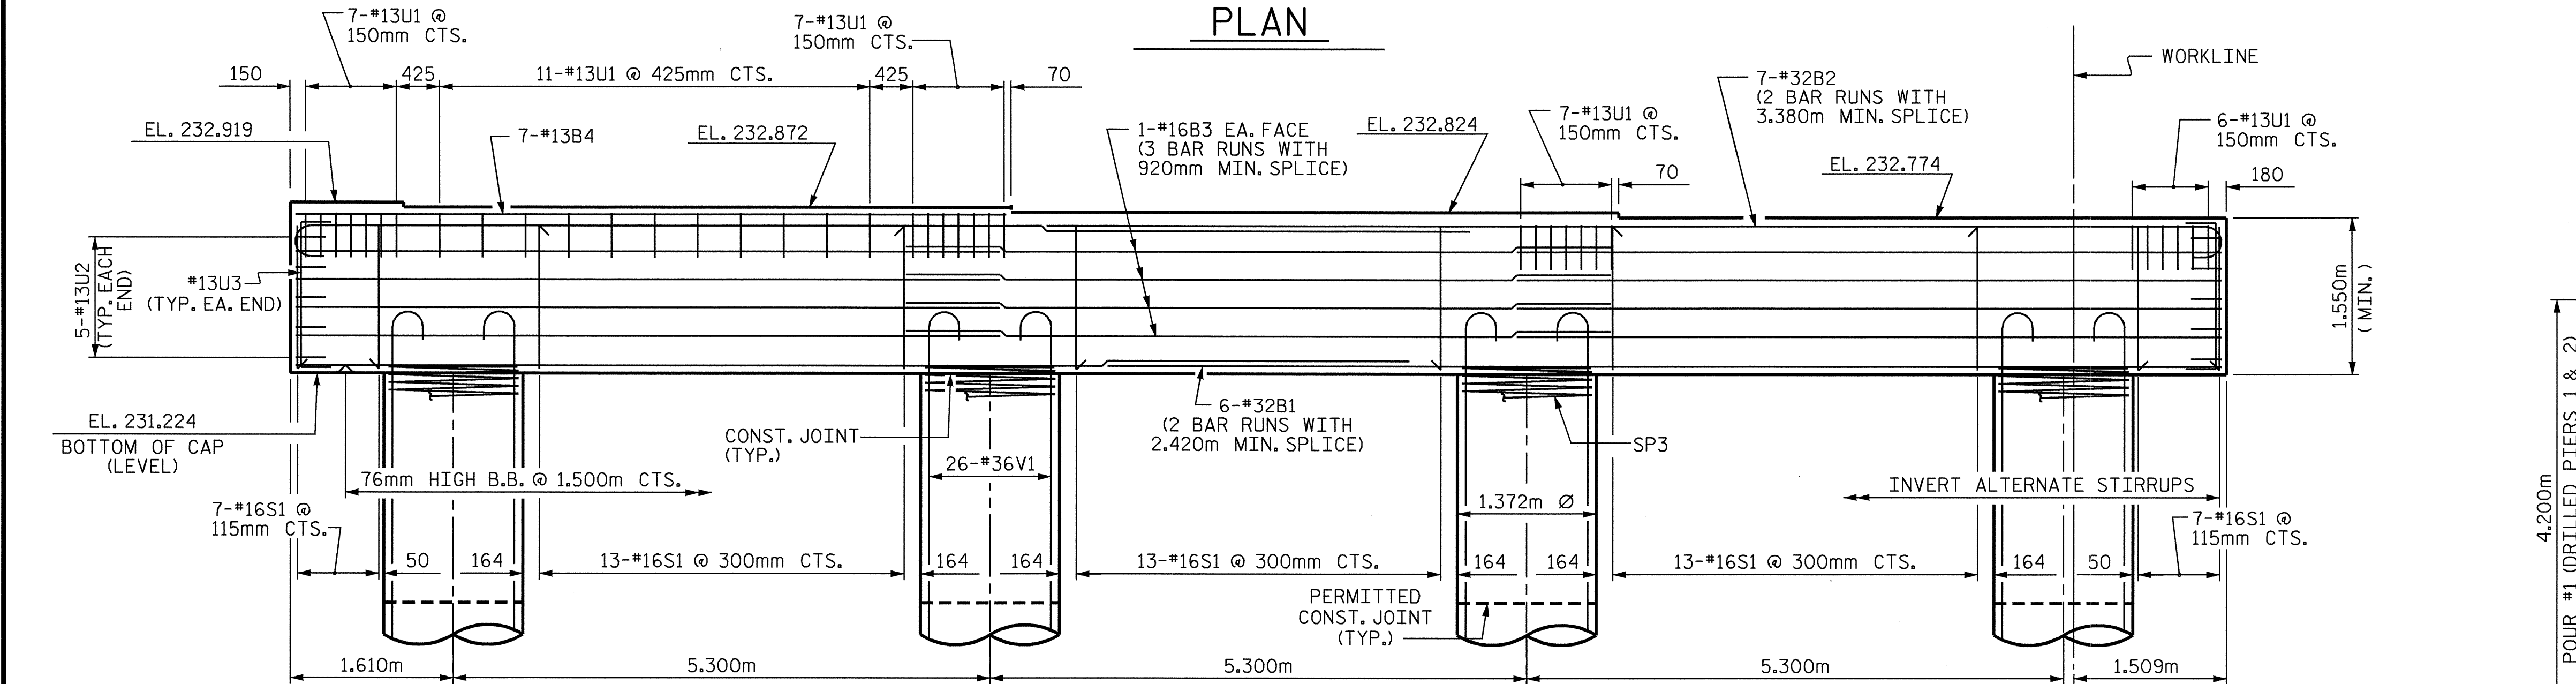 PLAN
7-#13U1 @
150mm CTS.
7-#13U1 @
150mm CTS.
WORKLINE
150
425
11-#13U1 @ 425mm CTS.
425
70
7-#32B2
(2 BAR RUNS WITH
3.380m MIN. SPLICE)
EL. 232.919
7-#13B4
EL. 232.872
1-#16B3 EA. FACE
(3 BAR RUNS WITH
920mm MIN. SPLICE)
EL. 232.824
7-#13U1 @
150mm CTS.
6-#13U1 @
150mm CTS.
70
EL. 232.774
180
5-#13U2
(TYP. EACH
END)
#13U3
(TYP. EA. END)
1.550m
(MIN.)
EL. 231.224
BOTTOM OF CAP
(LEVEL)
CONST. JOINT
(TYP.)
6-#32B1
(2 BAR RUNS WITH
2.420m MIN. SPLICE)
SP3
76mm HIGH B.B. @ 1.500m CTS.
26-#36V1
INVERT ALTERNATE STIRRUPS
7-#16S1 @
115mm CTS.
1.372m Ø
7-#16S1 @
115mm CTS.
50
164
13-#16S1 @ 300mm CTS.
164
164
13-#16S1 @ 300mm CTS.
164
164
13-#16S1 @ 300mm CTS.
164
50
PERMITTED
CONST. JOINT
(TYP.)
1.610m
5.300m
5.300m
5.300m
1.509m
4.200m
POUR #1 (DRILLED PIERS 1 & 2)